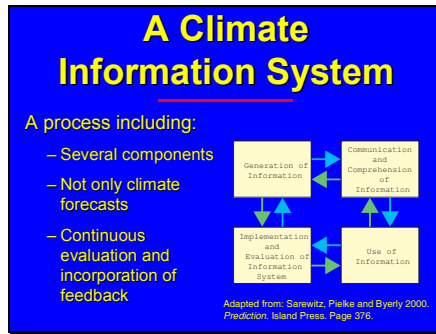 A Climate
Information System
A process including:
– Several components
– Not only climate
forecasts
– Continuous
evaluation and
incorporation of
feedback
Generation of
Information
Communication
and
Comprehension
of
Information
Implementation
and
Evaluation of
Information
System
Use of
Information
Adapted from: Sarewitz, Pielke and Byerly 2000.
Prediction. Island Press. Page 376.